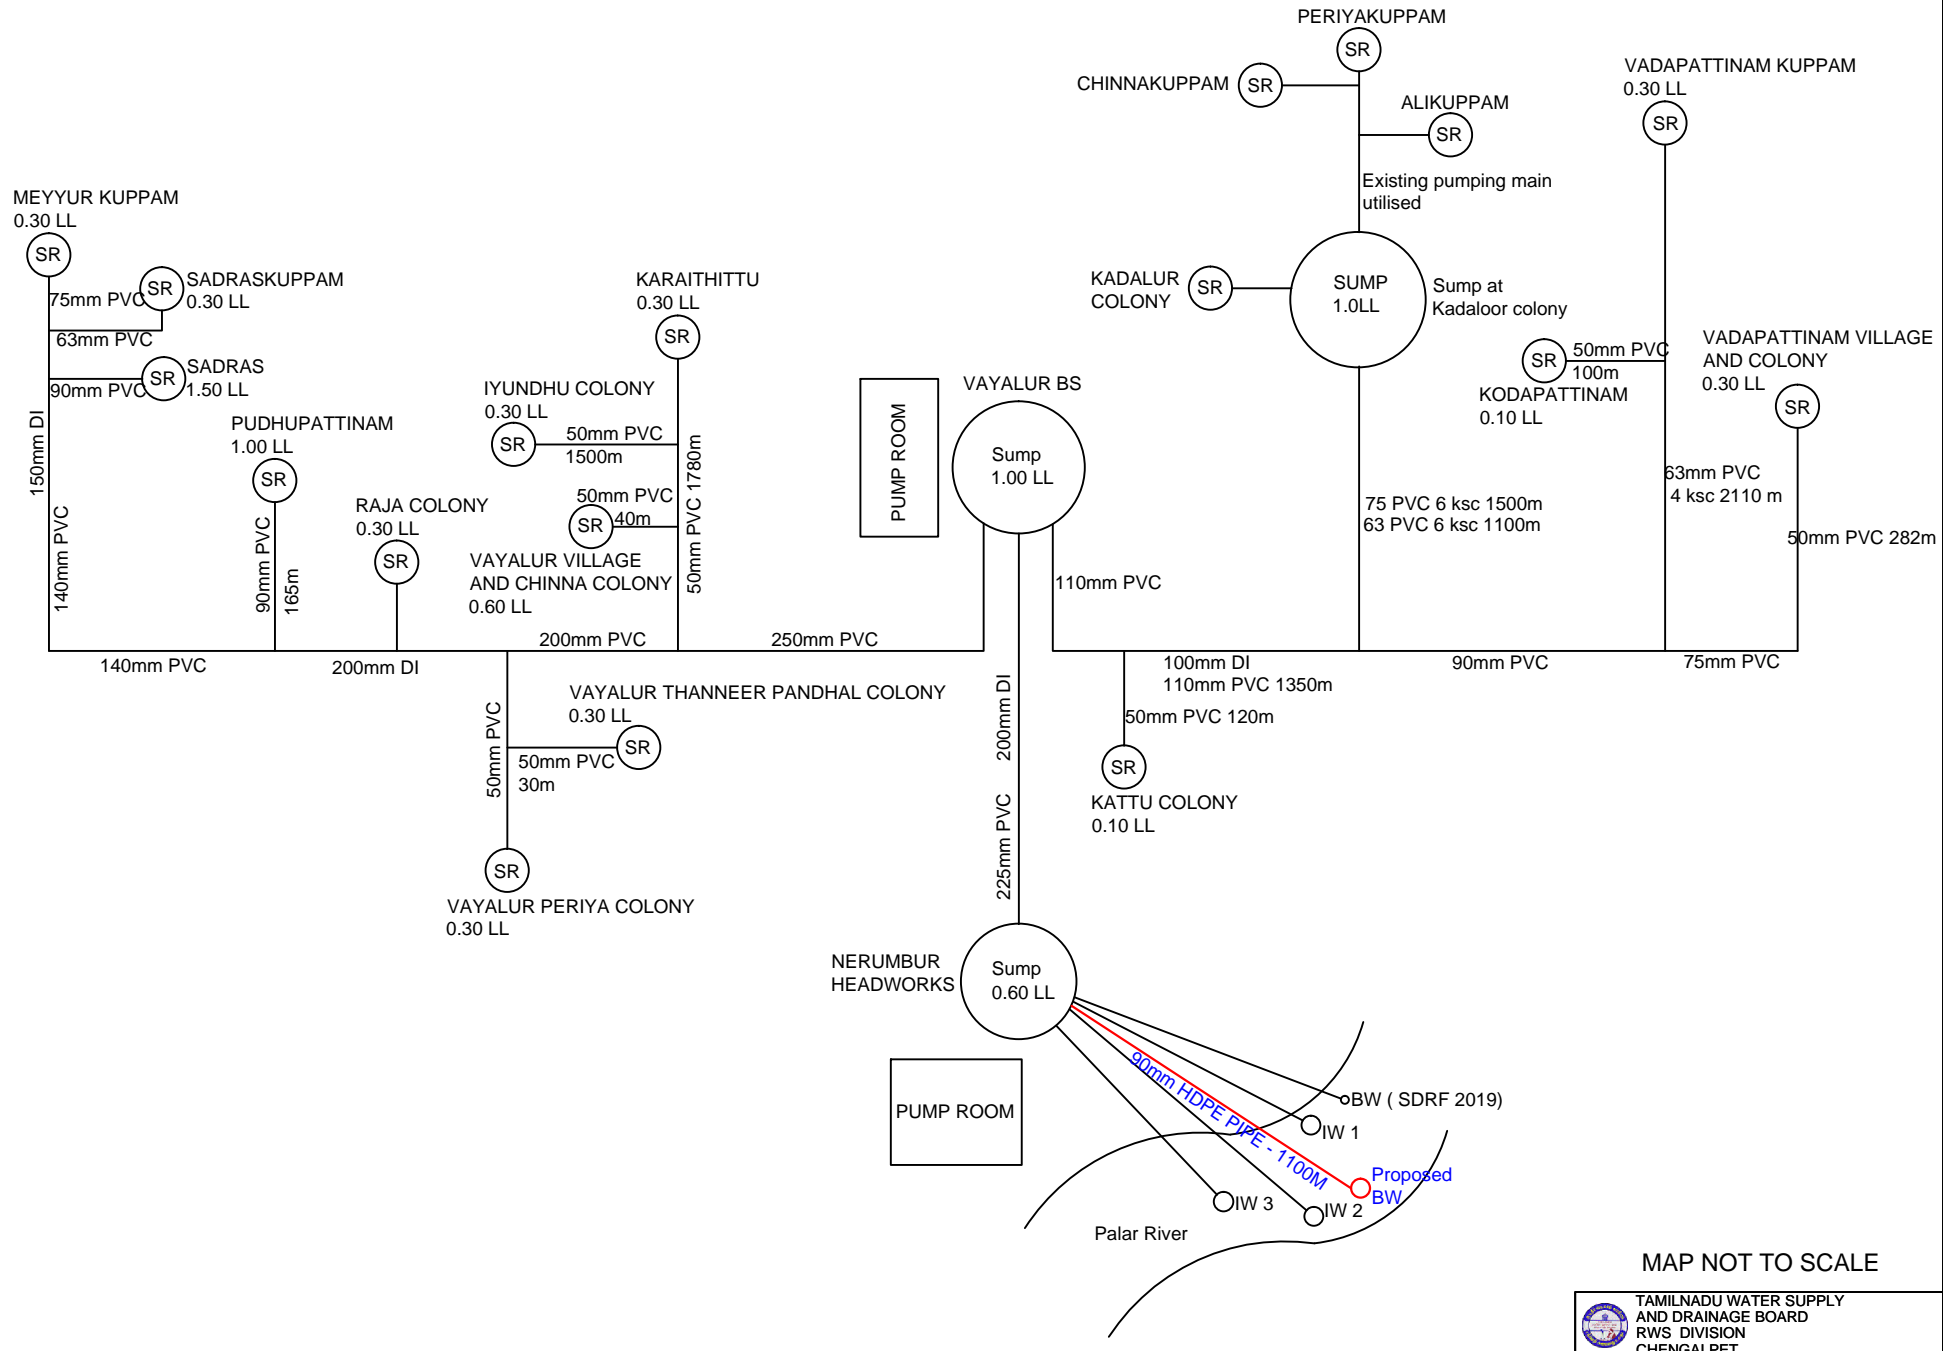 PERIYAKUPPAM
SR
CHINNAKUPPAM
SR
ALIKUPPAM
SR
Existing pumping main
utilised
VADAPATTINAM KUPPAM
0.30 LL
SR
MEYYUR KUPPAM
0.30 LL
SR
75mm PVC
SR
SADRASKUPPAM
0.30 LL
63mm PVC
SADRAS
1.50 LL
SR
90mm PVC
150mm DI
140mm PVC
PUDHUPATTINAM
1.00 LL
SR
90mm PVC
165m
RAJA COLONY
0.30 LL
SR
KARAITHITTU
0.30 LL
SR
IYUNDHU COLONY
0.30 LL
SR
50mm PVC
1500m
50mm PVC
40m
SR
VAYALUR VILLAGE
AND CHINNA COLONY
0.60 LL
50mm PVC 1780m
PUMP ROOM
VAYALUR BS
Sump
1.00 LL
KADALUR
COLONY
SR
SUMP
1.0LL
Sump at
Kadaloor colony
75 PVC 6 ksc 1500m
63 PVC 6 ksc 1100m
SR
50mm PVC
100m
KODAPATTINAM
0.10 LL
63mm PVC
4 ksc 2110 m
VADAPATTINAM VILLAGE
AND COLONY
0.30 LL
SR
50mm PVC 282m
110mm PVC
140mm PVC
200mm DI
200mm PVC
250mm PVC
100mm DI
110mm PVC 1350m
90mm PVC
75mm PVC
50mm PVC
VAYALUR THANNEER PANDHAL COLONY
0.30 LL
SR
50mm PVC
30m
SR
VAYALUR PERIYA COLONY
0.30 LL
200mm DI
225mm PVC
50mm PVC 120m
SR
KATTU COLONY
0.10 LL
NERUMBUR
HEADWORKS
Sump
0.60 LL
PUMP ROOM
90mm HDPE PIPE - 1100M
BW ( SDRF 2019)
IW 1
Proposed
BW
IW 2
IW 3
Palar River
MAP NOT TO SCALE
TAMILNADU WATER SUPPLY
AND DRAINAGE BOARD
RWS DIVISION
CHENGALPET